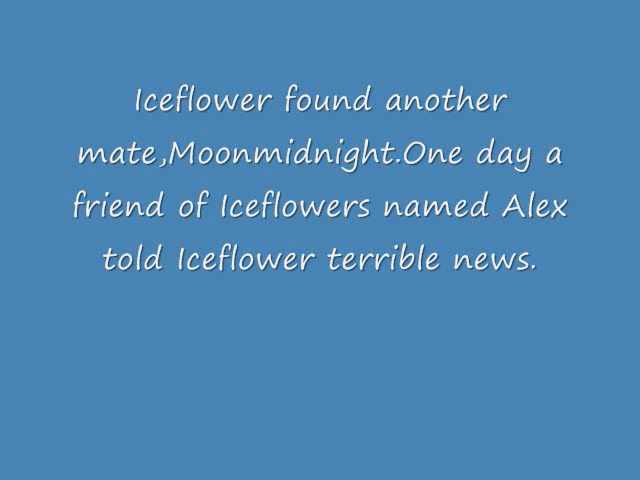 Iceflower found another
mate,Moonmidnight.One day a
friend of Iceflowers named Alex
told Iceflower terrible news.